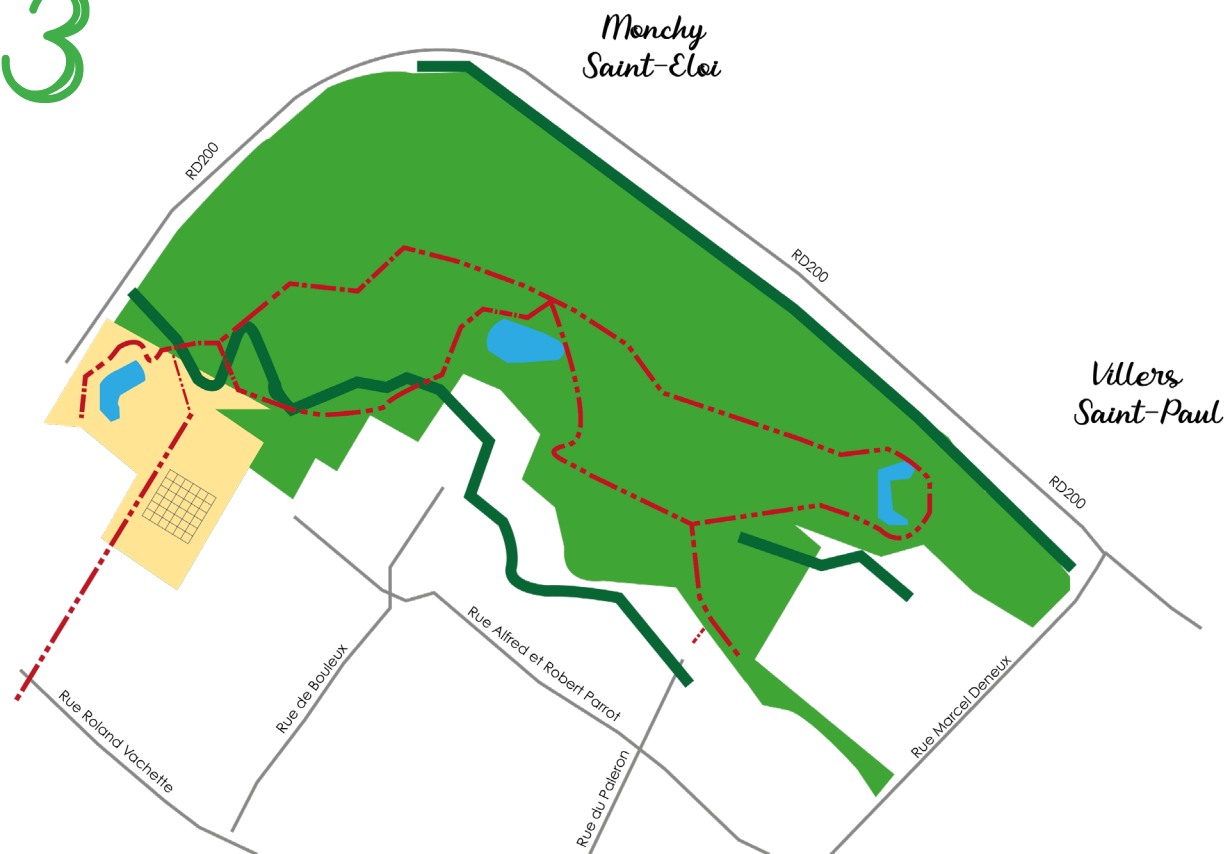 3
Monchy
Saint-Eloi
RD200
RD200
Villers
Saint-Paul
RD200
Rue Alfred et Robert Parrot
Rue de Bouleux
Rue Marcel Deneux
Rue Roland Vachette
Rue du Paleron